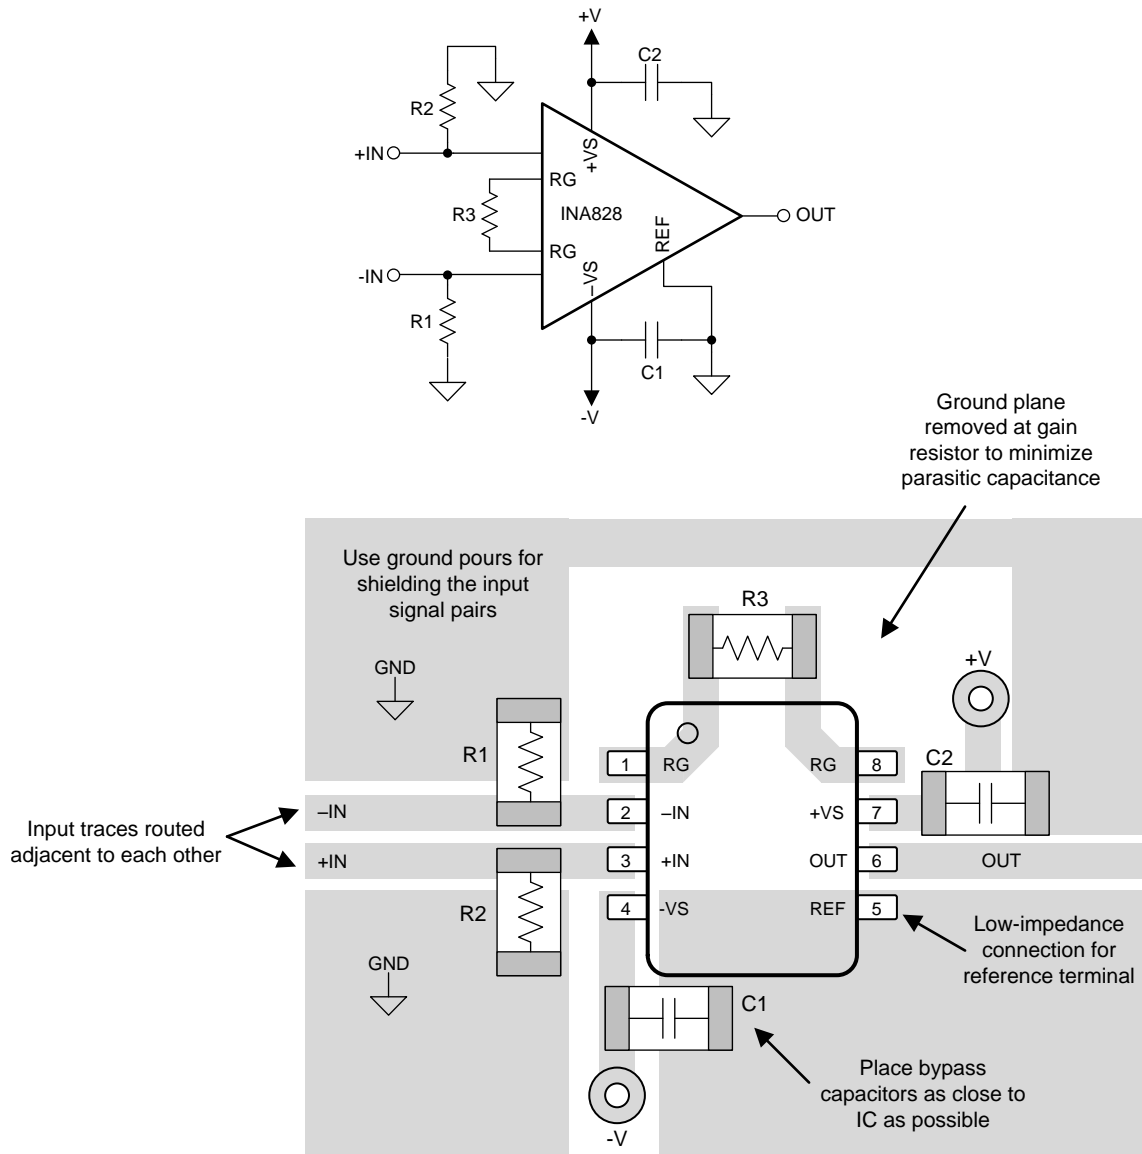 +V
C2
R2
+IN
+VS
RG
R3
INA828
OUT
REF
RG
-IN
–VS
R1
C1
-V
Ground plane
removed at gain
resistor to minimize
parasitic capacitance
Use ground pours for
shielding the input
signal pairs
R3
GND
+V
R1
C2
1
RG
RG
8
–IN
2
–IN
+VS
7
Input traces routed
adjacent to each other
+IN
3
+IN
OUT
6
OUT
R2
4
-VS
REF
5
Low-impedance
connection for
reference terminal
GND
C1
Place bypass
capacitors as close to
IC as possible
-V